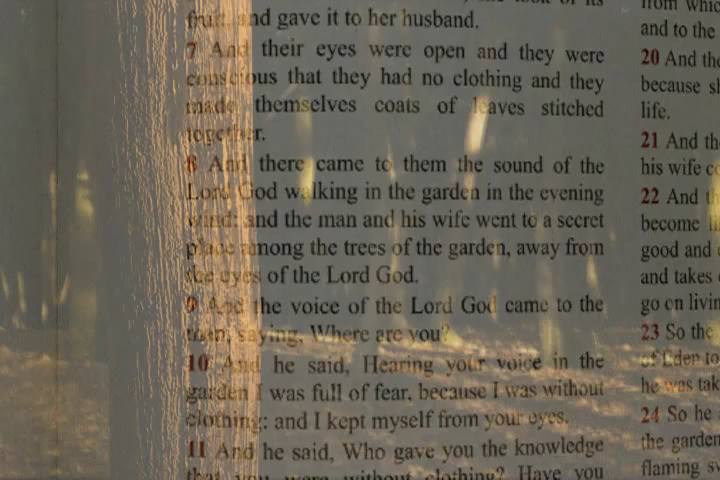 fruit, and gave it to her husband.
7 And their eyes were open and they were
conscious that they had no clothing and they
made themselves coats of leaves stitched
together.
8 And there came to them the sound of the
Lord God walking in the garden in the evening
wind: and the man and his wife went to a secret
place among the trees of the garden, away from
the eyes of the Lord God.
9 And the voice of the Lord God came to the
man, saying, Where are you?
10 And he said, Hearing your voice in the
garden I was full of fear, because I was without
clothing: and I kept myself from your eyes.
11 And he said, Who gave you the knowledge
that you were without clothing? Have you
from
and to the
20 And the
because
life.
21 And
his wife
22 And
become
good and
and takes
go on
23 So the
of Eden to
he was
24 So he
the garden
flaming